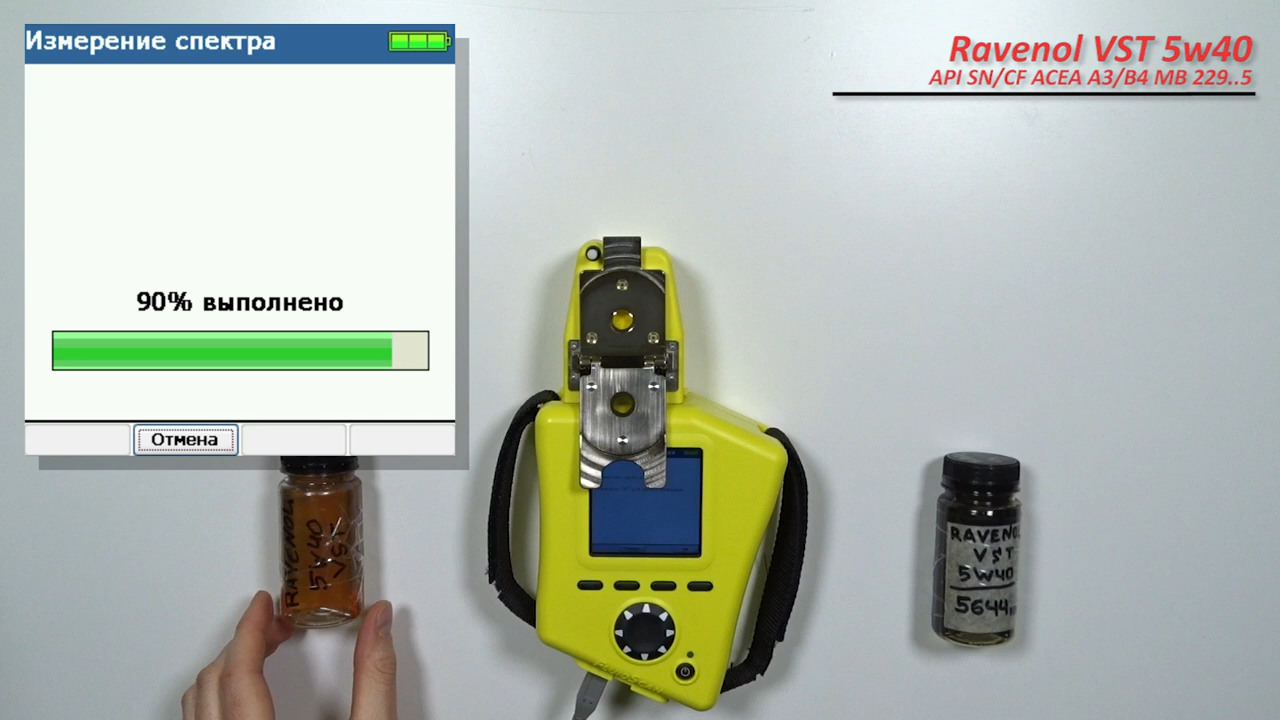 Измерение спектра
90% выполнено
Отмена
Ravenol VST 5w40
API SN/CF ACEA A3/B4 MB 229..5
RAVENOL
5W40
VST
RAVENOL
VST
5W40
5644